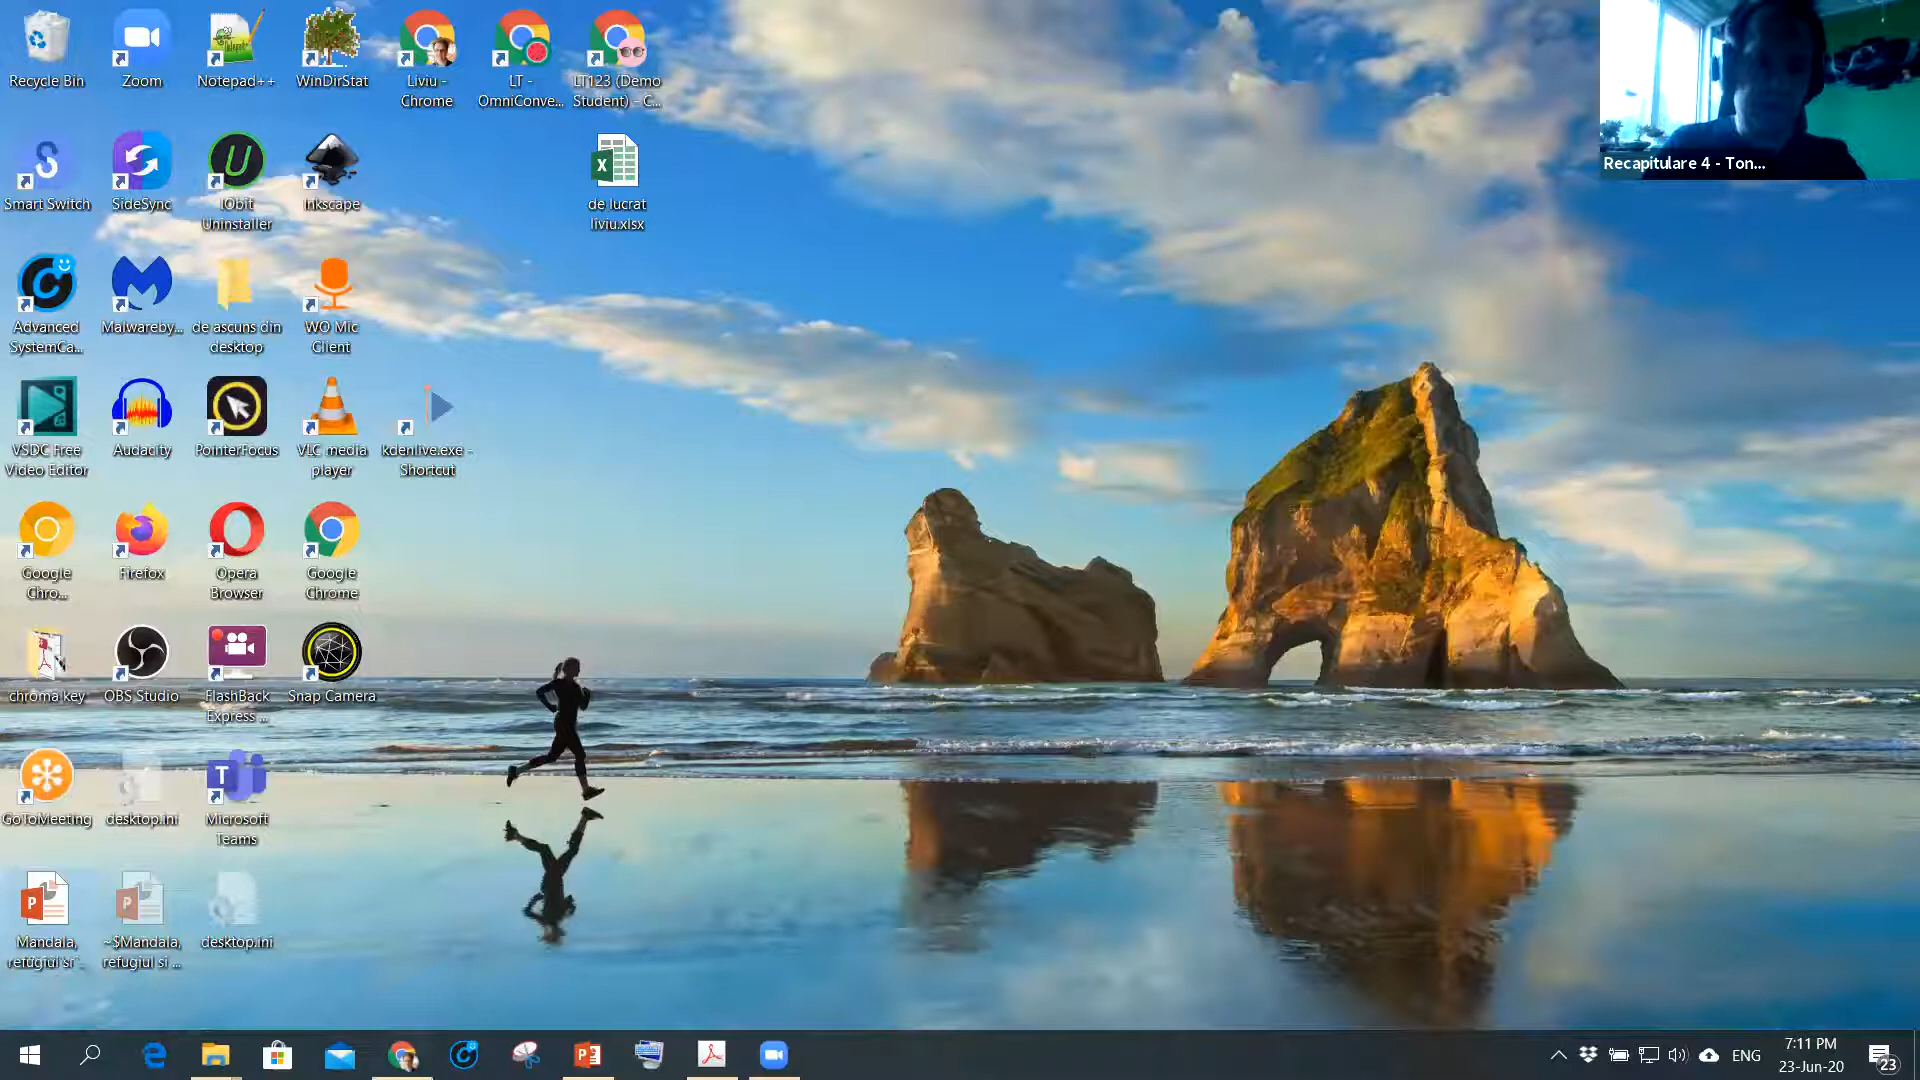 Recycle Bin
Zoom
Notepad++
WinDirStat
Liviu -
Chrome
LT -
OmniConve...
LT123 (Demo
Student) - C...
Recapitulare 4 - Ton...
Smart Switch
SideSync
IObit
Uninstaller
Inkscape
de lucrat
liviu.xlsx
Advanced
SystemCa...
Malwareby...
de ascuns din
desktop
WO Mic
Client
VSDC Free
Video Editor
Audacity
PointerFocus
VLC media
player
kdenlive.exe -
Shortcut
Google
Chro...
Firefox
Opera
Browser
Google
Chrome
chroma key
OBS Studio
FlashBack
Express ...
Snap Camera
GoToMeeting
desktop.ini
Microsoft
Teams
Mandala,
refugiul si ...
~$Mandala,
refugiul si ...
desktop.ini
ENG
7:11 PM
23-Jun-20
23